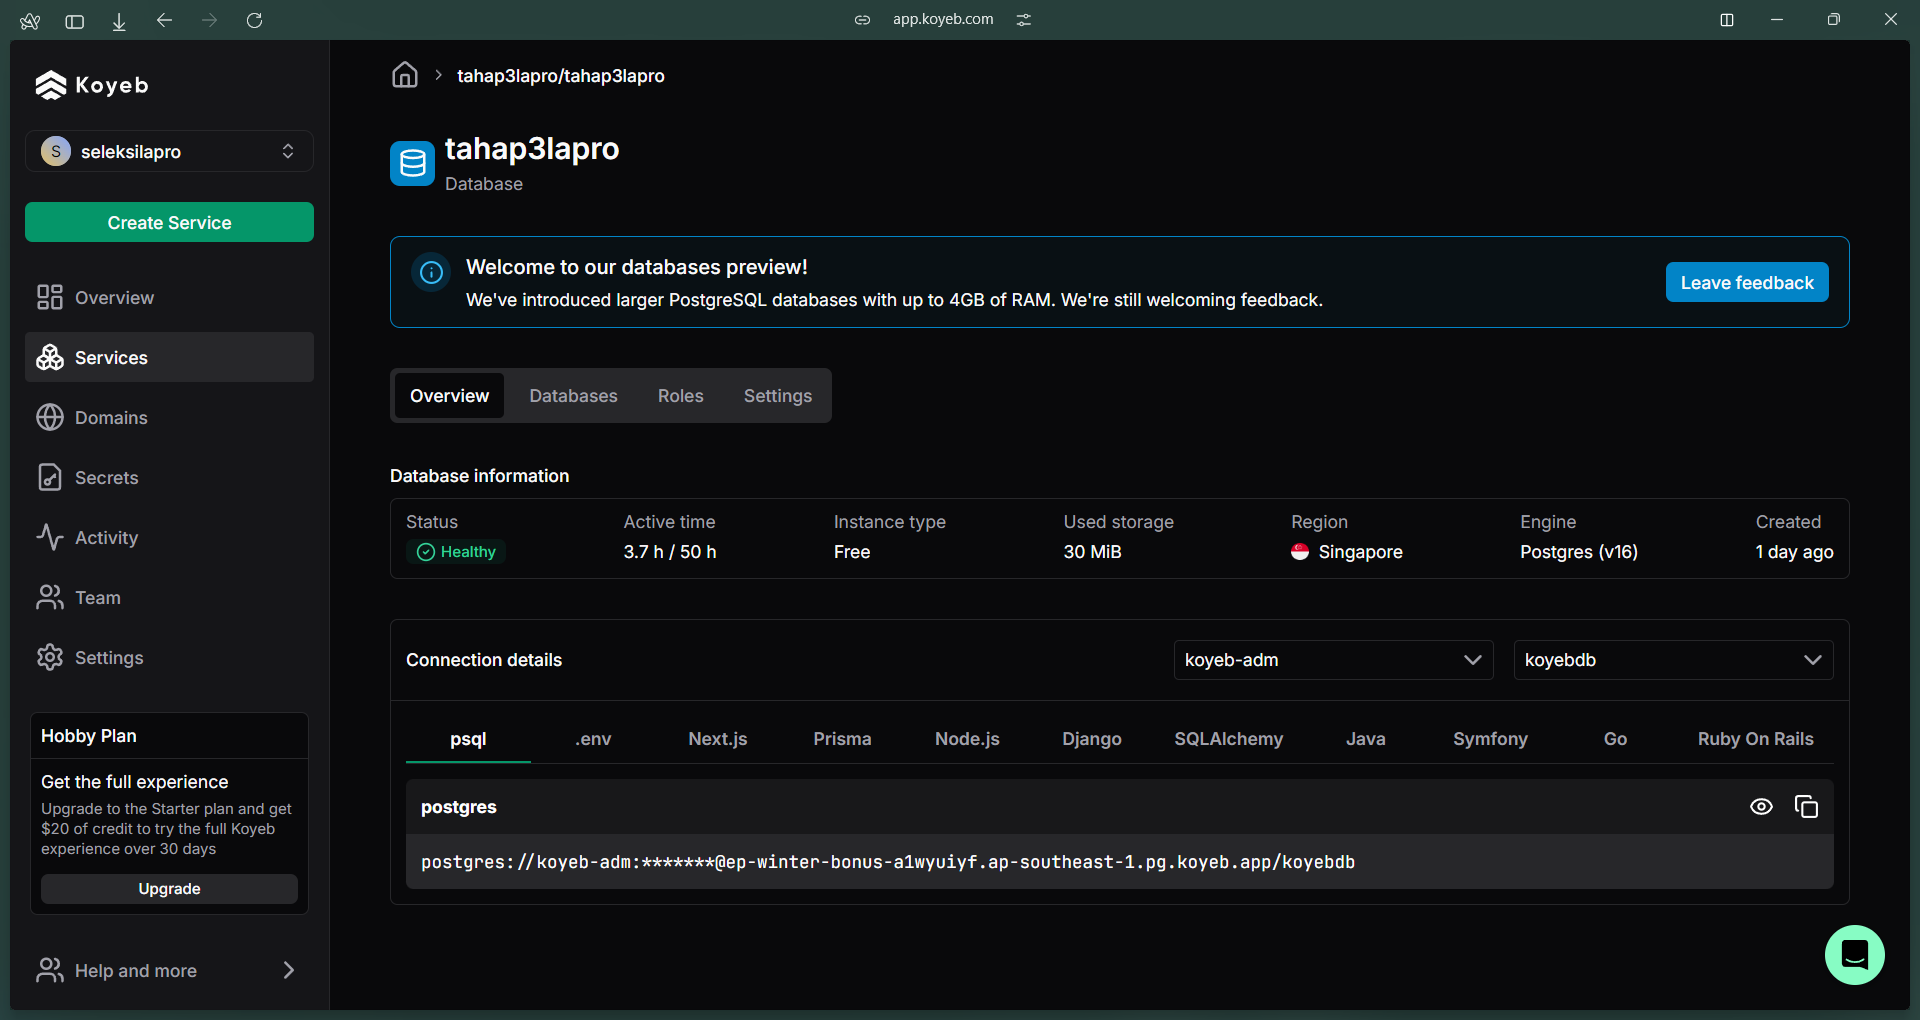 app.koyeb.com
Koyeb
S seleksilapro
Create Service
Overview
Services
Domains
Secrets
Activity
Team
Settings
Hobby Plan
Get the full experience
Upgrade to the Starter plan and get
$20 of credit to try the full Koyeb
experience over 30 days
Upgrade
Help and more
tahap3lapro/tahap3lapro
tahap3lapro
Database
Welcome to our databases preview!
We've introduced larger PostgreSQL databases with up to 4GB of RAM. We're still welcoming feedback.
Leave feedback
Overview Databases Roles Settings
Database information
Status Active time Instance type Used storage Region Engine Created
Healthy 3.7 h / 50 h Free 30 MiB Singapore Postgres (v16) 1 day ago
Connection details koyeb-adm koyebdb
psql .env Next.js Prisma Node.js Django SQLAlchemy Java Symfony Go Ruby On Rails
postgres
postgres://koyeb-adm:*******@ep-winter-bonus-a1wyuiyf.ap-southeast-1.pg.koyeb.app/koyebdb